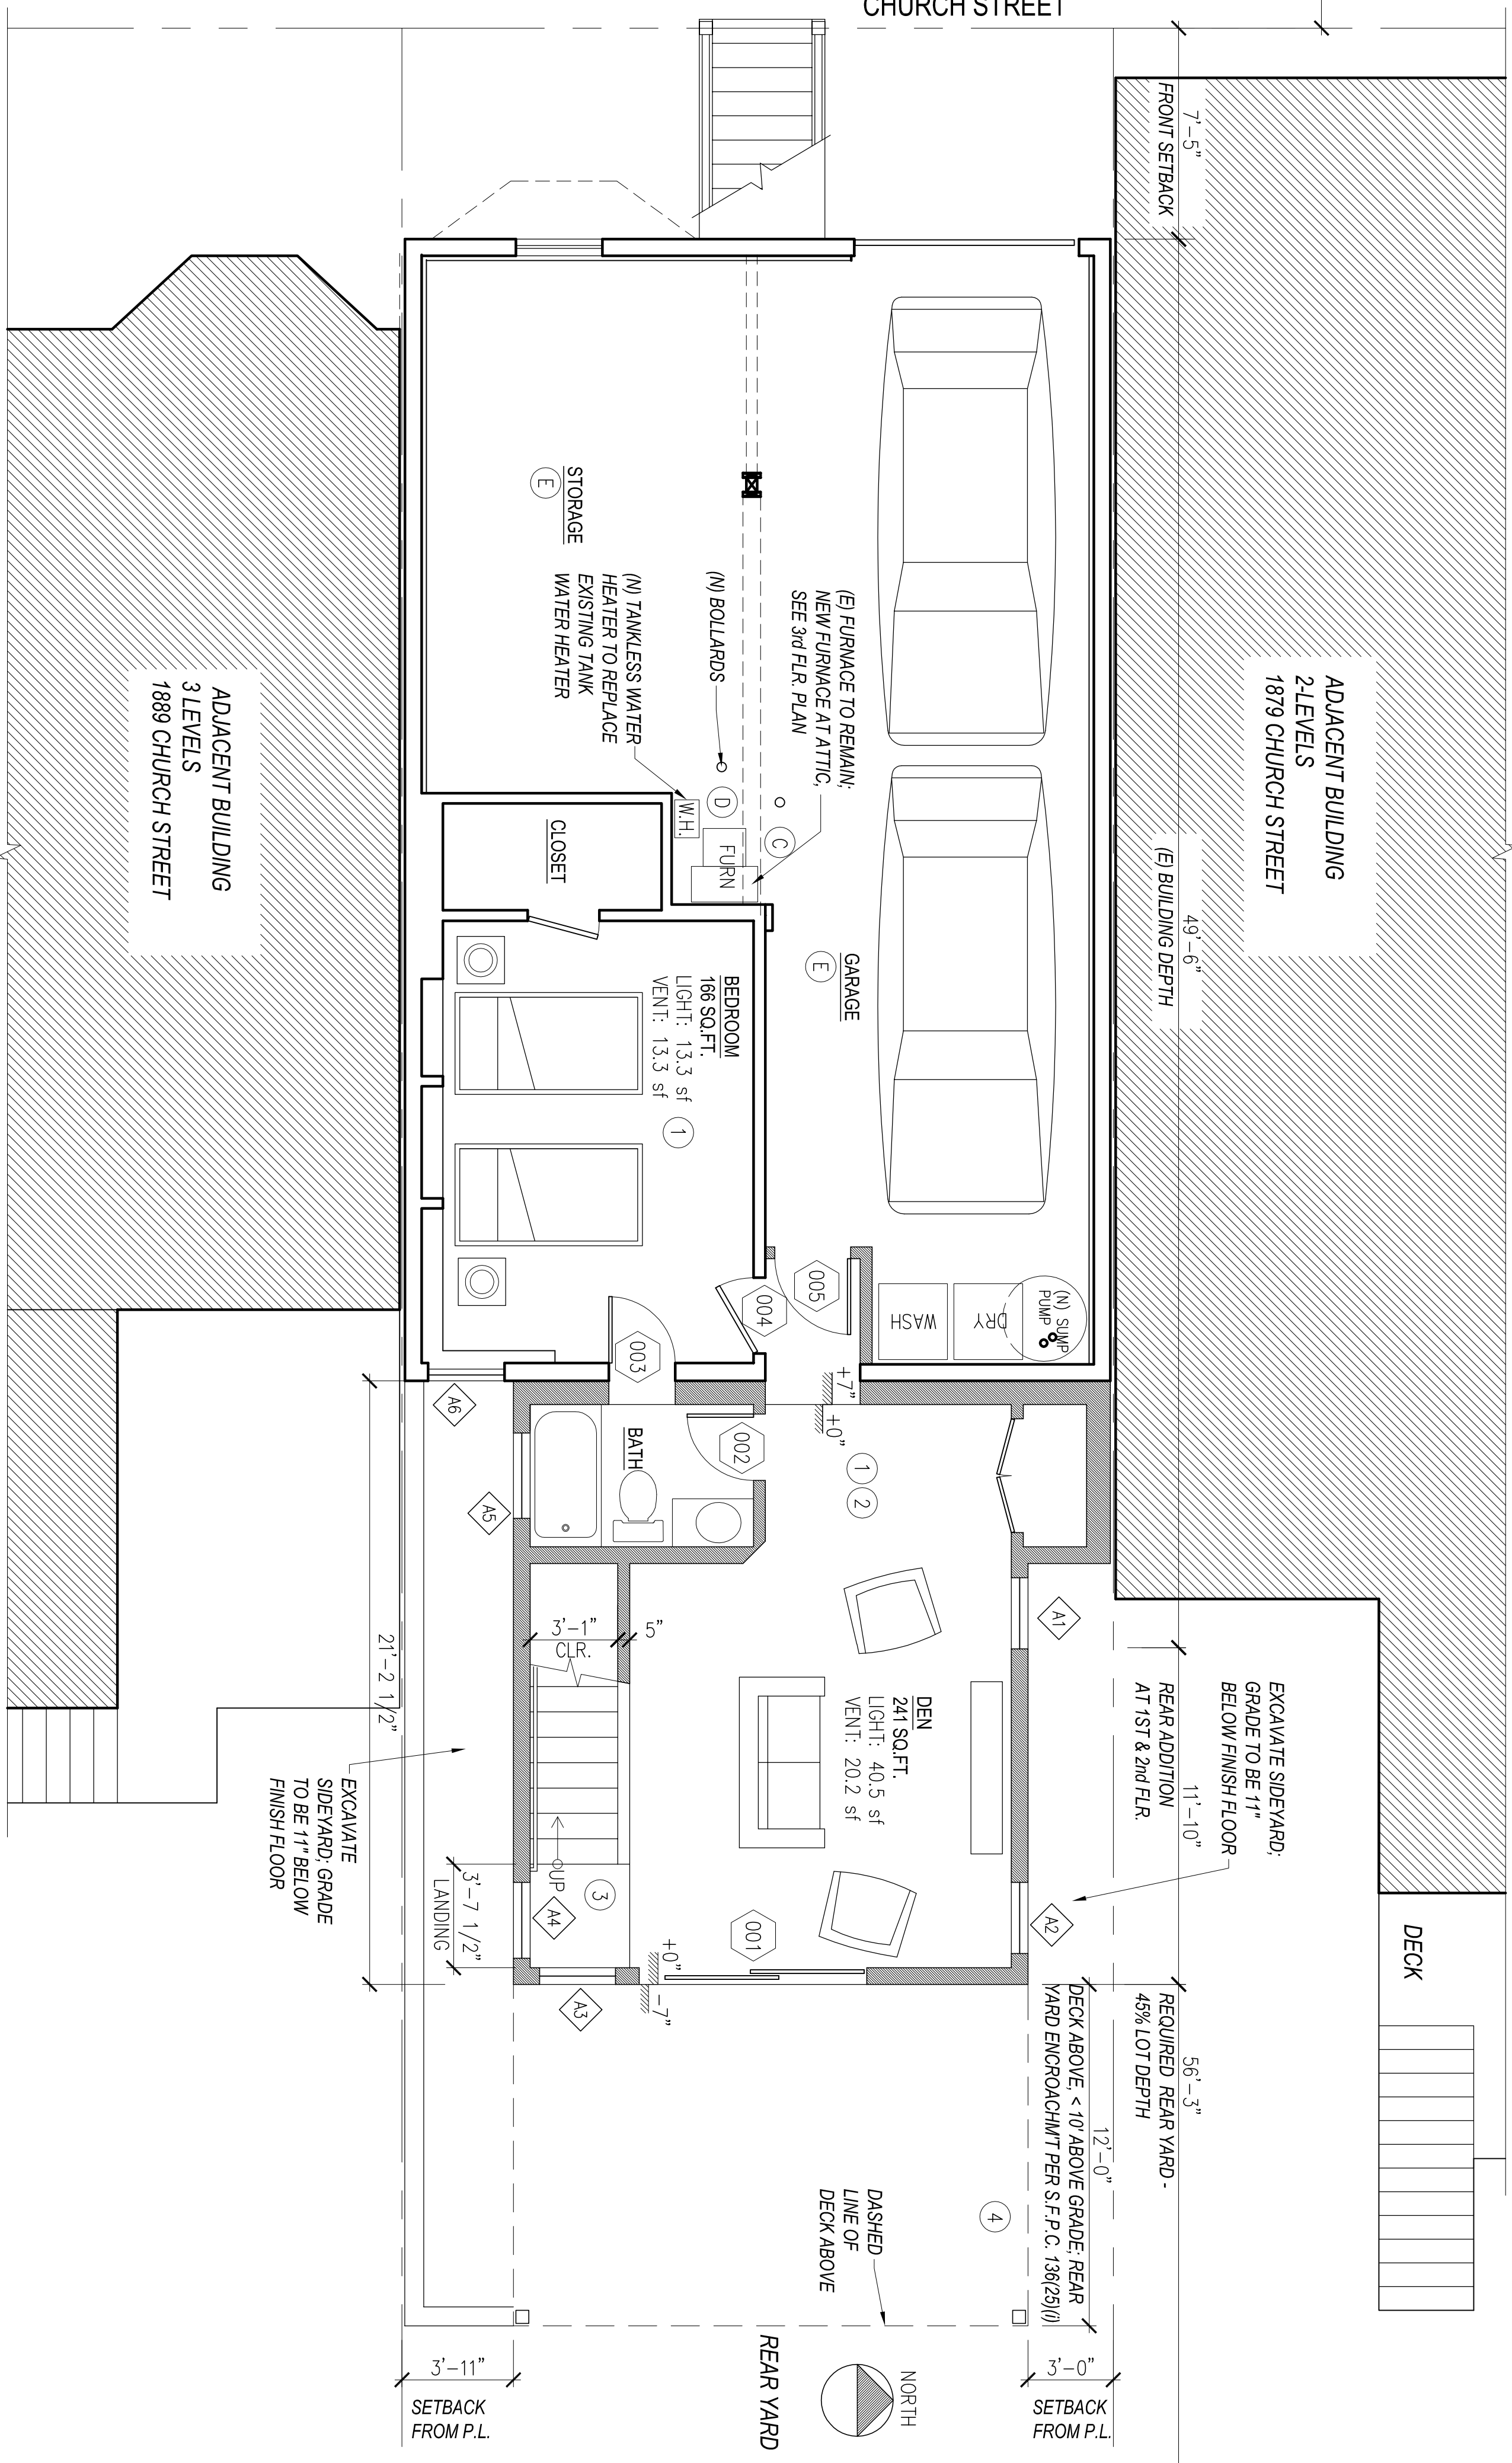 CHURCH STREET
7'-5"
FRONT SETBACK
ADJACENT BUILDING
2-LEVELS
1879 CHURCH STREET
49'-6"
(E) BUILDING DEPTH
STORAGE
E
(N) BOLLARDS
(E) FURNACE TO REMAIN;
NEW FURNACE AT ATTIC,
SEE 3rd FLR. PLAN
(N) TANKLESS WATER
HEATER TO REPLACE
EXISTING TANK
WATER HEATER
W.H.
D
C
FURN
CLOSET
GARAGE
E
ADJACENT BUILDING
3 LEVELS
1889 CHURCH STREET
BEDROOM
166 SQ.FT.
LIGHT: 13.3 sf
VENT: 13.3 sf
1
005
004
003
WASH
DRY
(N) SUMP
PUMP
+7"
+0"
A6
002
BATH
1
2
A5
A1
3'-1"
CLR.
5"
21'-2 1/2"
DEN
241 SQ.FT.
LIGHT: 40.5 sf
VENT: 20.2 sf
REAR ADDITION
AT 1ST & 2nd FLR.
11'-10"
EXCAVATE SIDEYARD;
GRADE TO BE 11"
BELOW FINISH FLOOR
EXCAVATE
SIDEYARD; GRADE
TO BE 11" BELOW
FINISH FLOOR
UP
3
A4
3'-7 1/2"
LANDING
001
A2
+0"
-7"
A3
DECK
56'-3"
REQUIRED REAR YARD -
45% LOT DEPTH
12'-0"
DECK ABOVE, < 10' ABOVE GRADE; REAR
YARD ENCROACHM'T PER S.F.P.C. 136(25)(i)
4
DASHED
LINE OF
DECK ABOVE
REAR YARD
NORTH
3'-11"
SETBACK
FROM P.L.
3'-0"
SETBACK
FROM P.L.